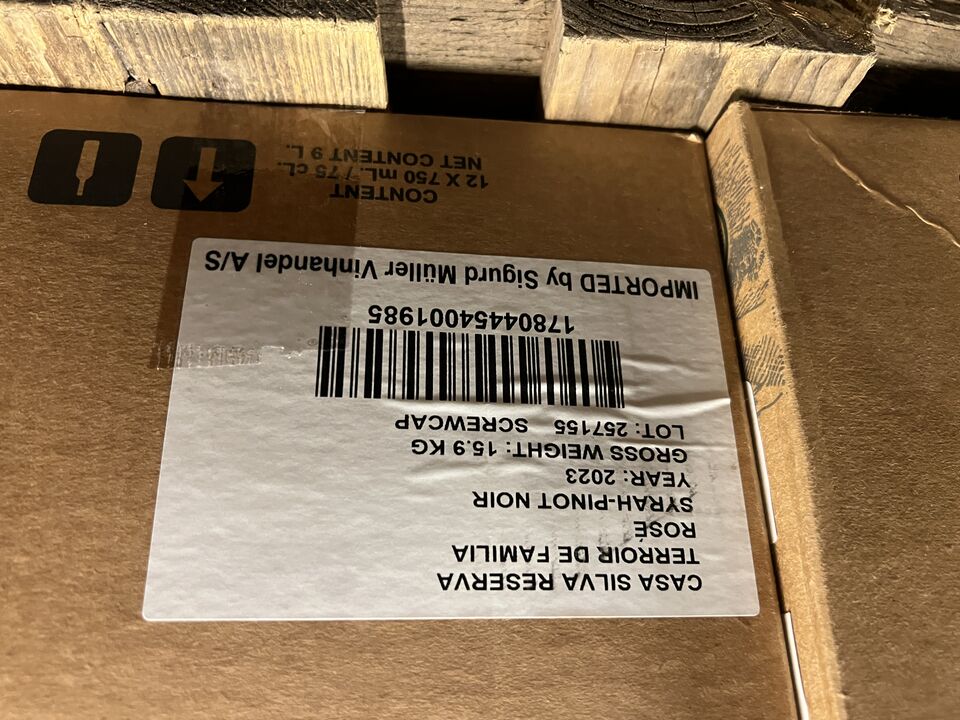 CASA SILVA RESERVA
TERROIR DE FAMILIA
ROSÉ
SYRAH-PINOT NOIR
YEAR: 2023
GROSS WEIGHT: 15.9 KG
LOT: 257155 SCREWCAP
17804454001985
IMPORTED by Sigurd Müller Vinhandel A/S
CONTENT
12 X 750 mL. / 75 cL.
NET CONTENT 9 L.